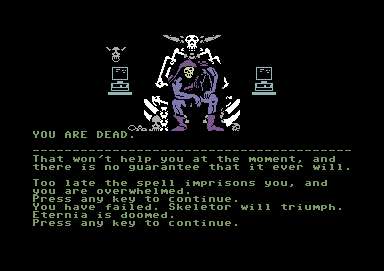 YOU ARE DEAD.
----------------------------------------
That won't help you at the moment, and
there is no guarantee that it ever will.
Too late the spell imprisons you, and
you are overwhelmed.
Press any key to continue.
You have failed. Skeletor will triumph.
Eternia is doomed.
Press any key to continue.